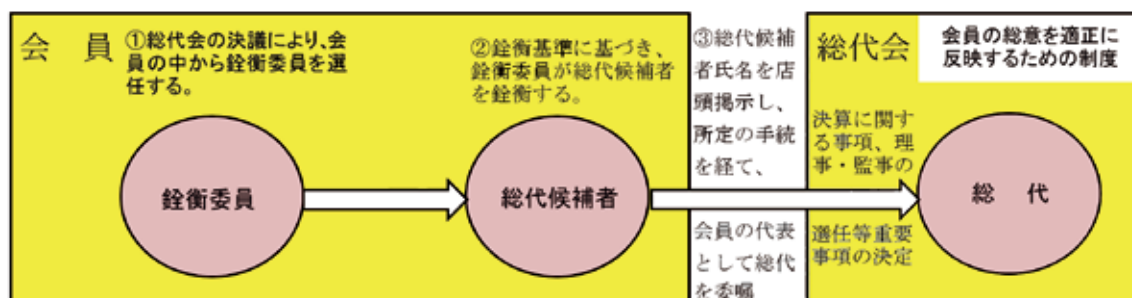 会 員
①総代会の決議により、会
員の中から銓衡委員を選
任する。
銓衡委員
②銓衡基準に基づき、
銓衡委員が総代候補者
を銓衡する。
総代候補者
③総代候補
者氏名を店
頭掲示し、
所定の手続
を経て、
会員の代表
として総代
を委嘱
総代会
会員の総意を適正に
反映するための制度
決算に関す
る事項、理
事・監事の
選任等重要
事項の決定
総 代